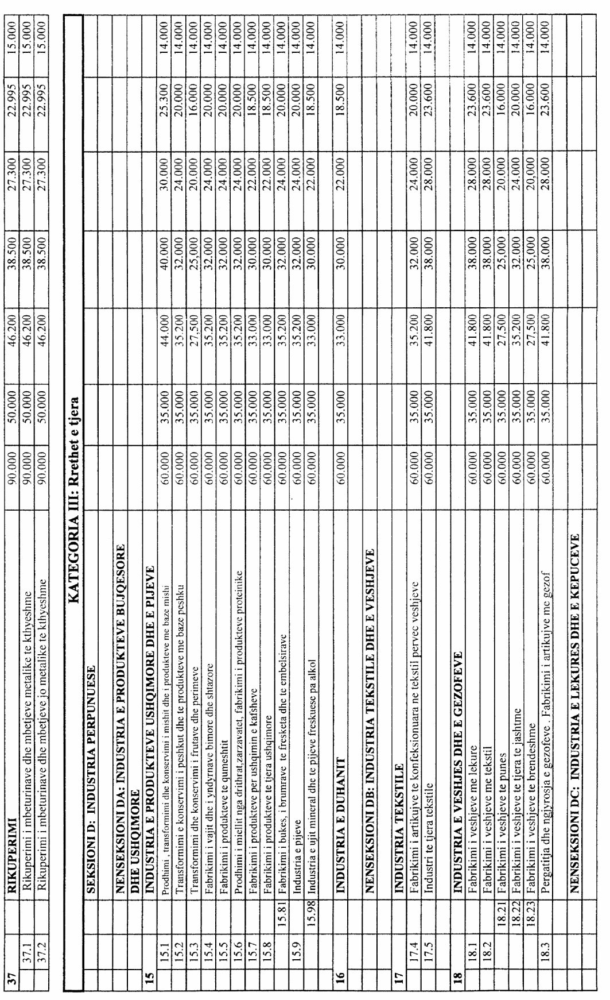 37 RIKUPERIMI 90.000 50.000 46.200 38.500 27.300 22.995 15.000
37.1 Rikuperimi i mbeturinave dhe mbetjeve metalike te kthyeshme 90.000 50.000 46.200 38.500 27.300 22.995 15.000
37.2 Rikuperimi i mbeturinave dhe mbetjeve jo metalike te kthyeshme 90.000 50.000 46.200 38.500 27.300 22.995 15.000
KATEGORIA III: Rrethet e tjera
SEKSIONI D: INDUSTRIA PERPUNUESE
NENSEKSIONI DA: INDUSTRIA E PRODUKTEVE BUJQESORE
DHE USHQIMORE
15 INDUSTRIA E PRODUKTEVE USHQIMORE DHE E PIJEVE
15.1 Prodhimi , transformimi dhe konservimi i mishit dhe i produkteve me baze mishi 60.000 35.000 44.000 40.000 30.000 25.300 14.000
15.2 Transformimi e konservimi i peshkut dhe te produkteve me baze peshku 60.000 35.000 35.200 32.000 24.000 20.000 14.000
15.3 Transformimi dhe konservimi i frutave dhe perimeve 60.000 35.000 27,500 25,000 20.000 16.000 14.000
15.4 Fabrikimi i vajit dhe i yndyrnave bimore dhe shtazore 60.000 35.000 35.200 32.000 24.000 20.000 14.000
15.5 Fabrikimi i produkteve te qumeshtit 60.000 35.000 35.200 32.000 24.000 20.000 14.000
15.6 Prodhimi i miellit nga drithrat,zarzavatet, fabrikimi i produkteve proteinike 60.000 35.000 35.200 32.000 24.000 20.000 14.000
15.7 Fabrikimi i produkteve per ushqimin e kafsheve 60.000 35.000 33.000 30.000 22.000 18.500 14.000
15.8 Fabrikimi i produkteve te tjera ushqimore 60.000 35.000 33.000 30.000 22.000 18.500 14.000
15.81 Fabrikimi i bukes, i brumrave te fresketa dhe te embelsirave 60.000 35.000 35.200 32.000 24.000 20.000 14.000
15.9 Industria e pijeve 60.000 35.000 35.200 32.000 24.000 20.000 14.000
15.98 Industria e ujit mineral dhe te pijeve freskuese pa alkol 60.000 35.000 33.000 30.000 22.000 18.500 14.000
16 INDUSTRIA E DUHANIT 60.000 35.000 33.000 30.000 22.000 18.500 14.000
NENSEKSIONI DB: INDUSTRIA TEKSTILE DHE E VESHJEVE
17 INDUSTRIA TEKSTILE
17.4 Fabrikimi i artikujve te konfeksionuara ne tekstil pervec veshjeve 60.000 35.000 35.200 32.000 24.000 20.000 14.000
17.5 Industri te tjera tekstile 60.000 35.000 41.800 38.000 28.000 23.600 14.000
18 INDUSTRIA E VESHJES DHE E GEZOFEVE
18.1 Fabrikimi i veshjeve me lekure 60.000 35.000 41.800 38.000 28.000 23.600 14.000
18.2 Fabrikimi i veshjeve me tekstil 60.000 35.000 41.800 38.000 28.000 23.600 14.000
18.21 Fabrikimi i veshjeve te punes 60.000 35.000 27,500 25,000 20.000 16.000 14.000
18.22 Fabrikimi i veshjeve te tjera te jashtme 60.000 35.000 35.200 32.000 24.000 20.000 14.000
18.23 Fabrikimi i veshjeve te brendeshme 60.000 35.000 27,500 25,000 20,000 16.000 14.000
18.3 Pergatitja dhe ngjyrosja e gezofeve. . Fabrikimi i artikujve me gezof 60.000 35.000 41.800 38.000 28.000 23.600 14.000
NENSEKSIONI DC: INDUSTRIA E LEKURES DHE E KEPUCEVE